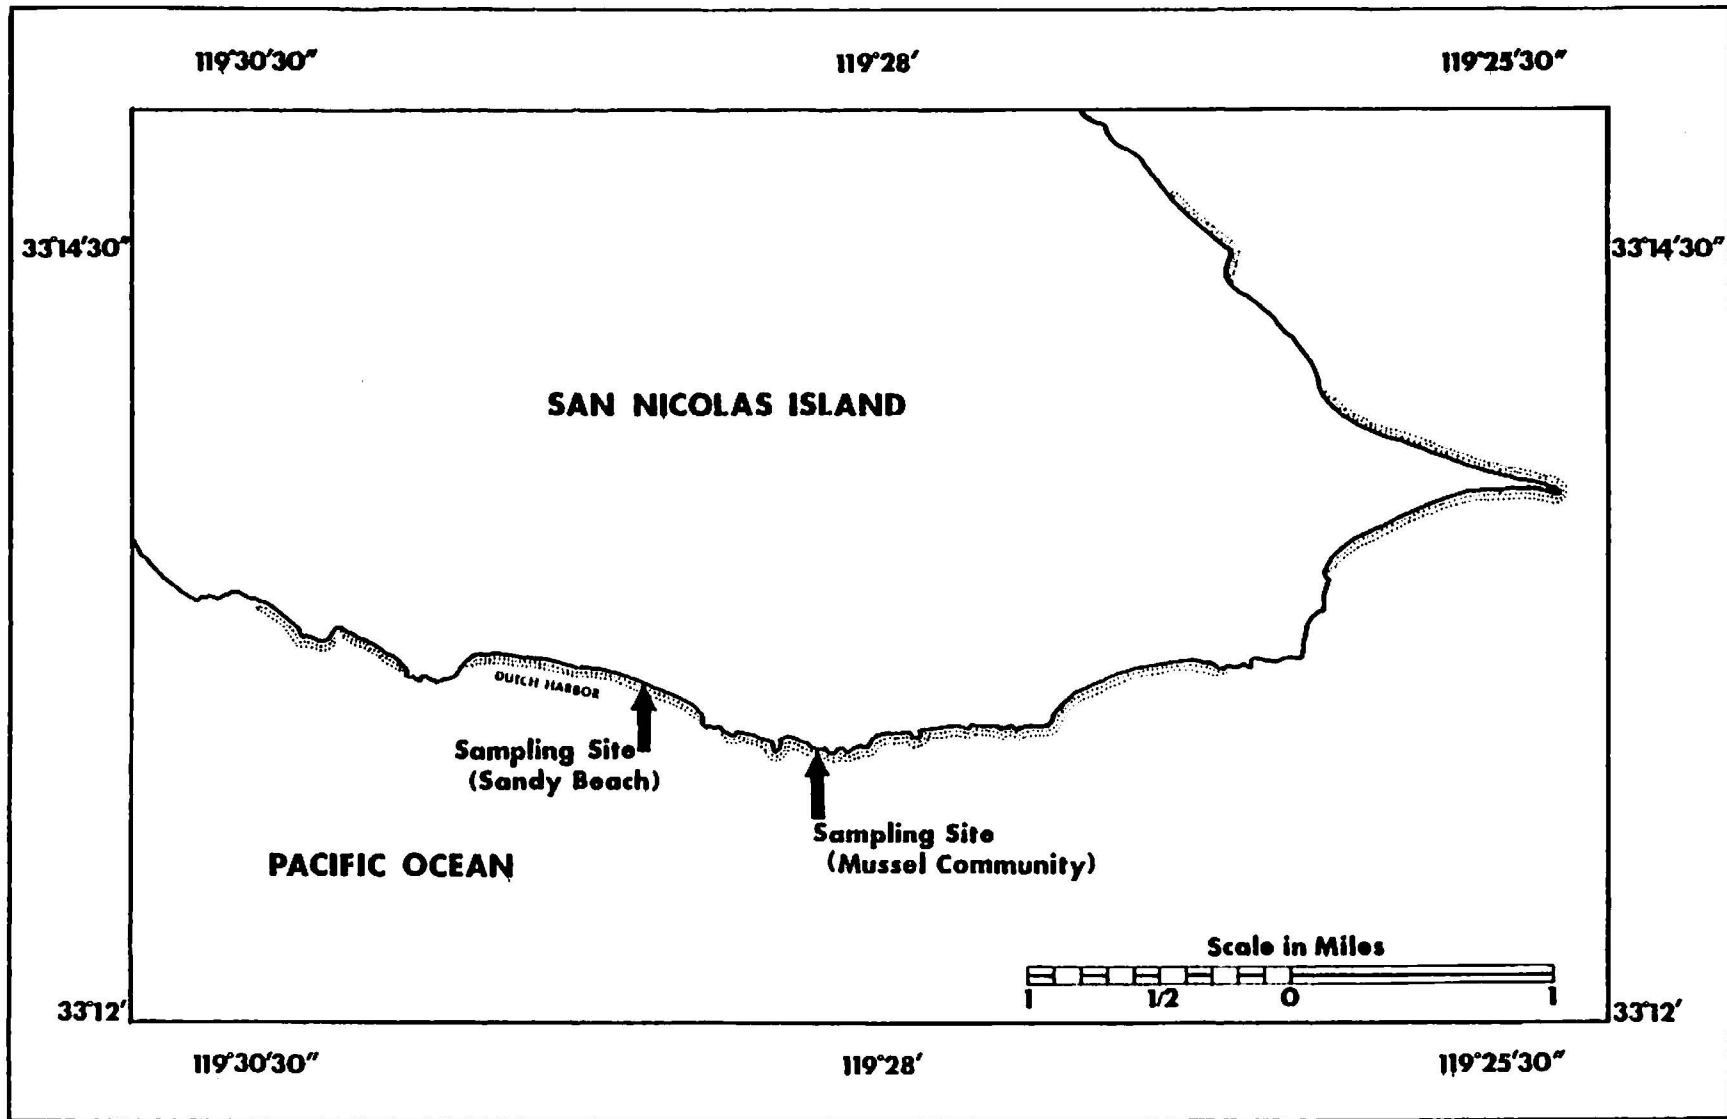 119°30'30" 119°28' 119°25'30"
33°14'30" 33°14'30"
SAN NICOLAS ISLAND
DUTCH HARBOR
Sampling Site
(Sandy Beach)
Sampling Site
(Mussel Community)
PACIFIC OCEAN
Scale in Miles
1 1/2 0 1
33°12' 33°12'
119°30'30" 119°28' 119°25'30"